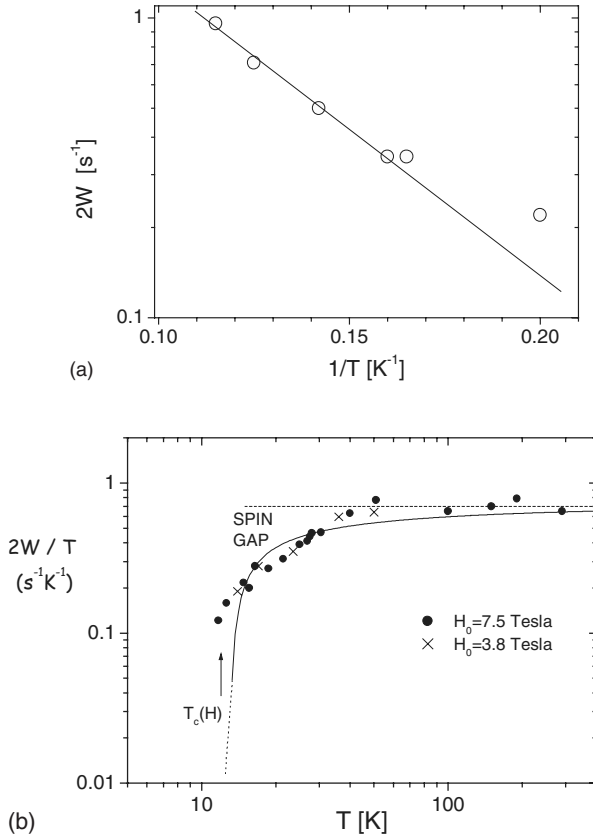 1
2W [s⁻¹]
0.1
0.10 0.15 0.20
(a) 1/T [K⁻¹]
1
SPIN
GAP
2W / T
(s⁻¹K⁻¹)
0.1
● H₀=7.5 Tesla
× H₀=3.8 Tesla
T꜀(H)
0.01
10 100
(b) T [K]